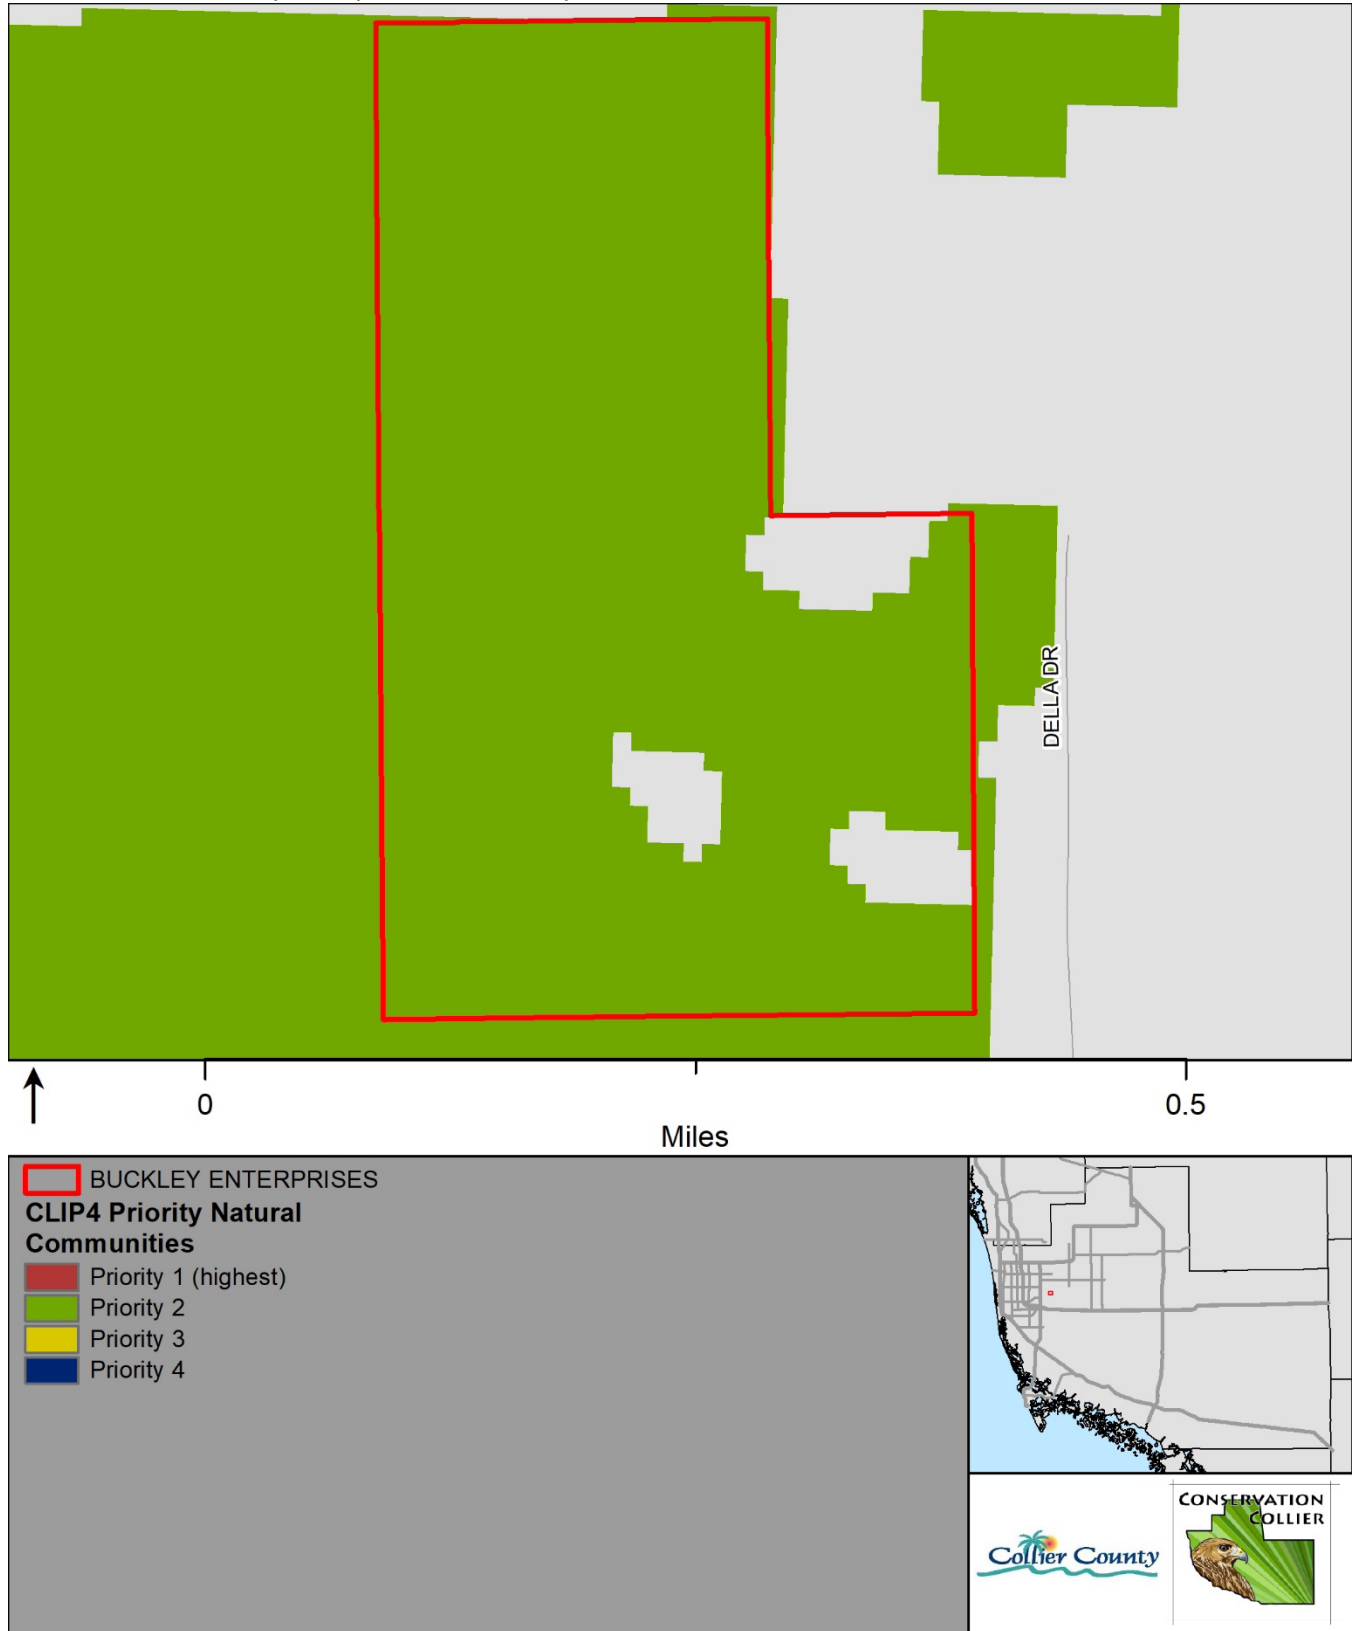 DELLA DR
0
0.5
Miles
BUCKLEY ENTERPRISES
CLIP4 Priority Natural
Communities
Priority 1 (highest)
Priority 2
Priority 3
Priority 4
CONSERVATION
COLLIER
Collier County